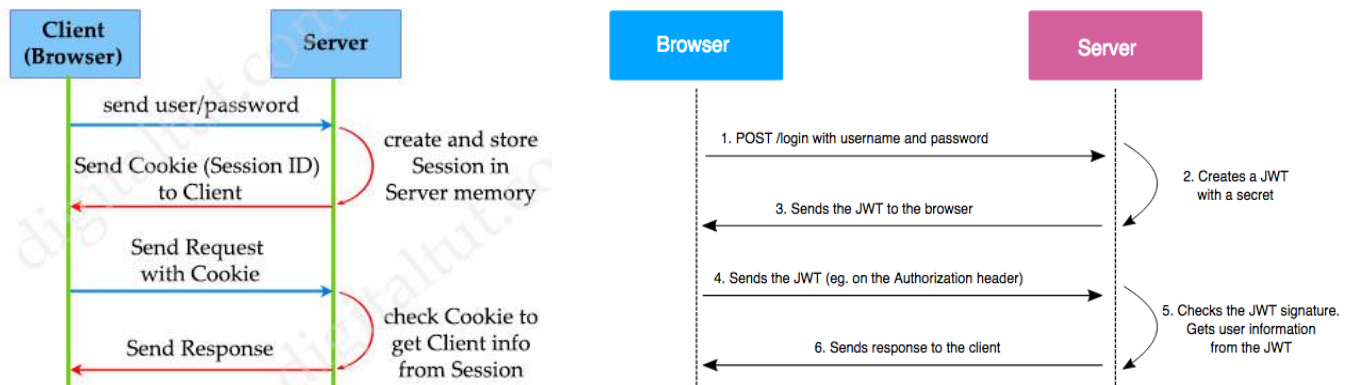 Client
(Browser)
Server
send user/password
create and store
Session in
Server memory
Send Cookie (Session ID)
to Client
Send Request
with Cookie
check Cookie to
get Client info
from Session
Send Response
digitaltut.com
digitaltut.co
Browser
Server
1. POST /login with username and password
2. Creates a JWT
with a secret
3. Sends the JWT to the browser
4. Sends the JWT (eg. on the Authorization header)
5. Checks the JWT signature.
Gets user information
from the JWT
6. Sends response to the client